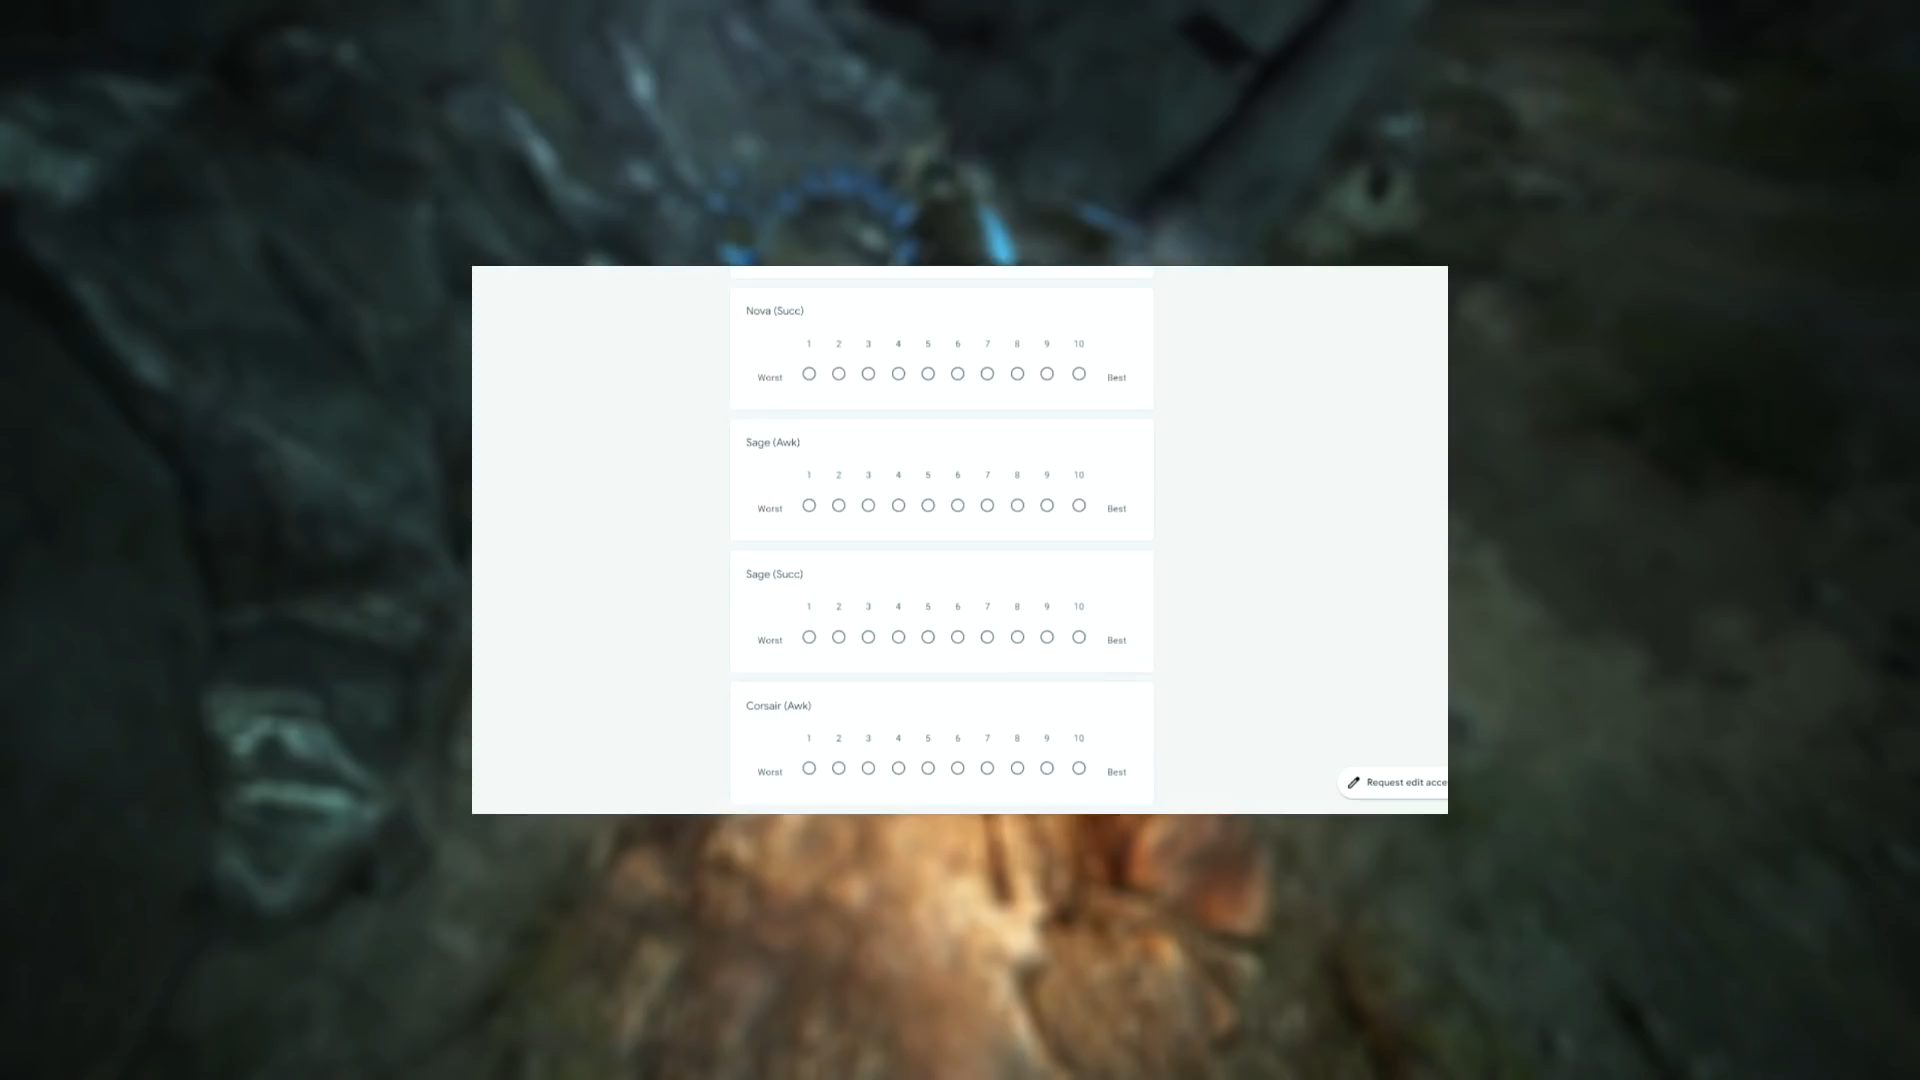 Nova (Succ)
1 2 3 4 5 6 7 8 9 10
Worst Best
Sage (Awk)
1 2 3 4 5 6 7 8 9 10
Worst Best
Sage (Succ)
1 2 3 4 5 6 7 8 9 10
Worst Best
Corsair (Awk)
1 2 3 4 5 6 7 8 9 10
Worst Best
Request edit acce